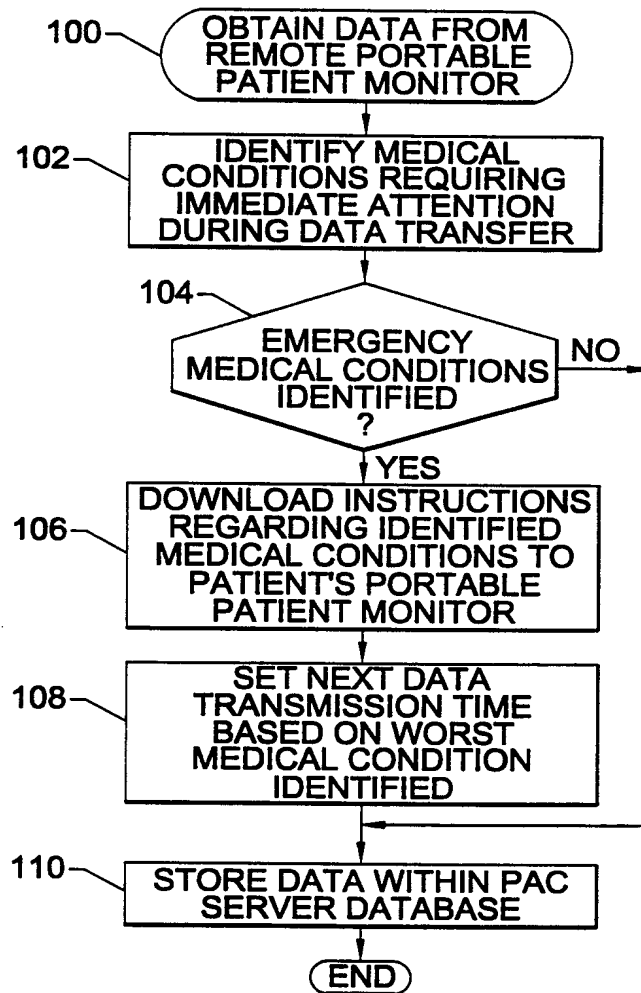 100
OBTAIN DATA FROM
REMOTE PORTABLE
PATIENT MONITOR
102
IDENTIFY MEDICAL
CONDITIONS REQUIRING
IMMEDIATE ATTENTION
DURING DATA TRANSFER
104
EMERGENCY
MEDICAL CONDITIONS
IDENTIFIED
?
NO
YES
106
DOWNLOAD INSTRUCTIONS
REGARDING IDENTIFIED
MEDICAL CONDITIONS TO
PATIENT'S PORTABLE
PATIENT MONITOR
108
SET NEXT DATA
TRANSMISSION TIME
BASED ON WORST
MEDICAL CONDITION
IDENTIFIED
110
STORE DATA WITHIN PAC
SERVER DATABASE
END